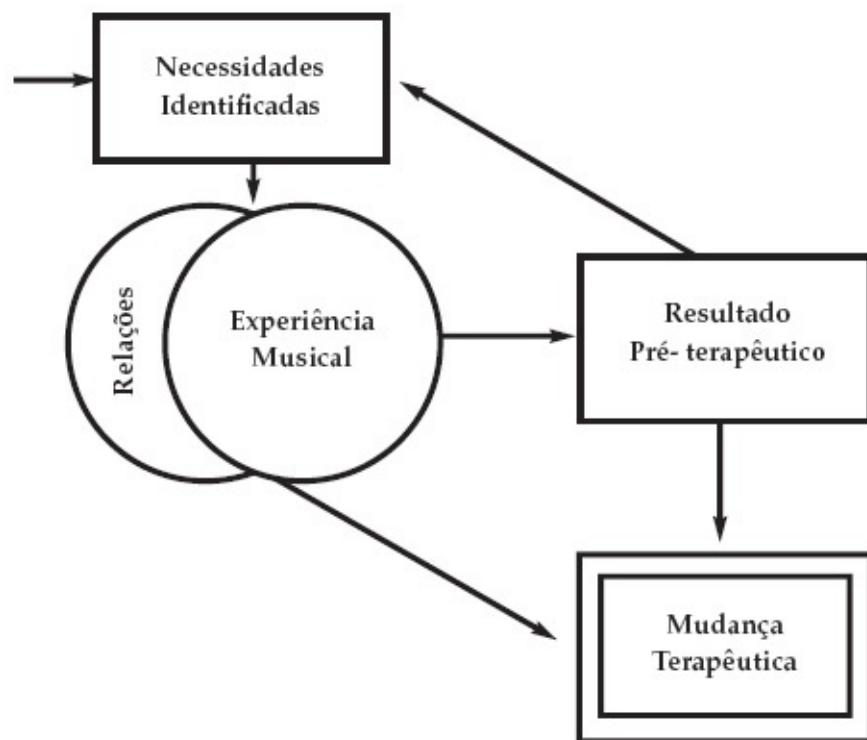 Necessidades
Identificadas
Relações
Experiência
Musical
Resultado
Pré- terapêutico
Mudança
Terapêutica